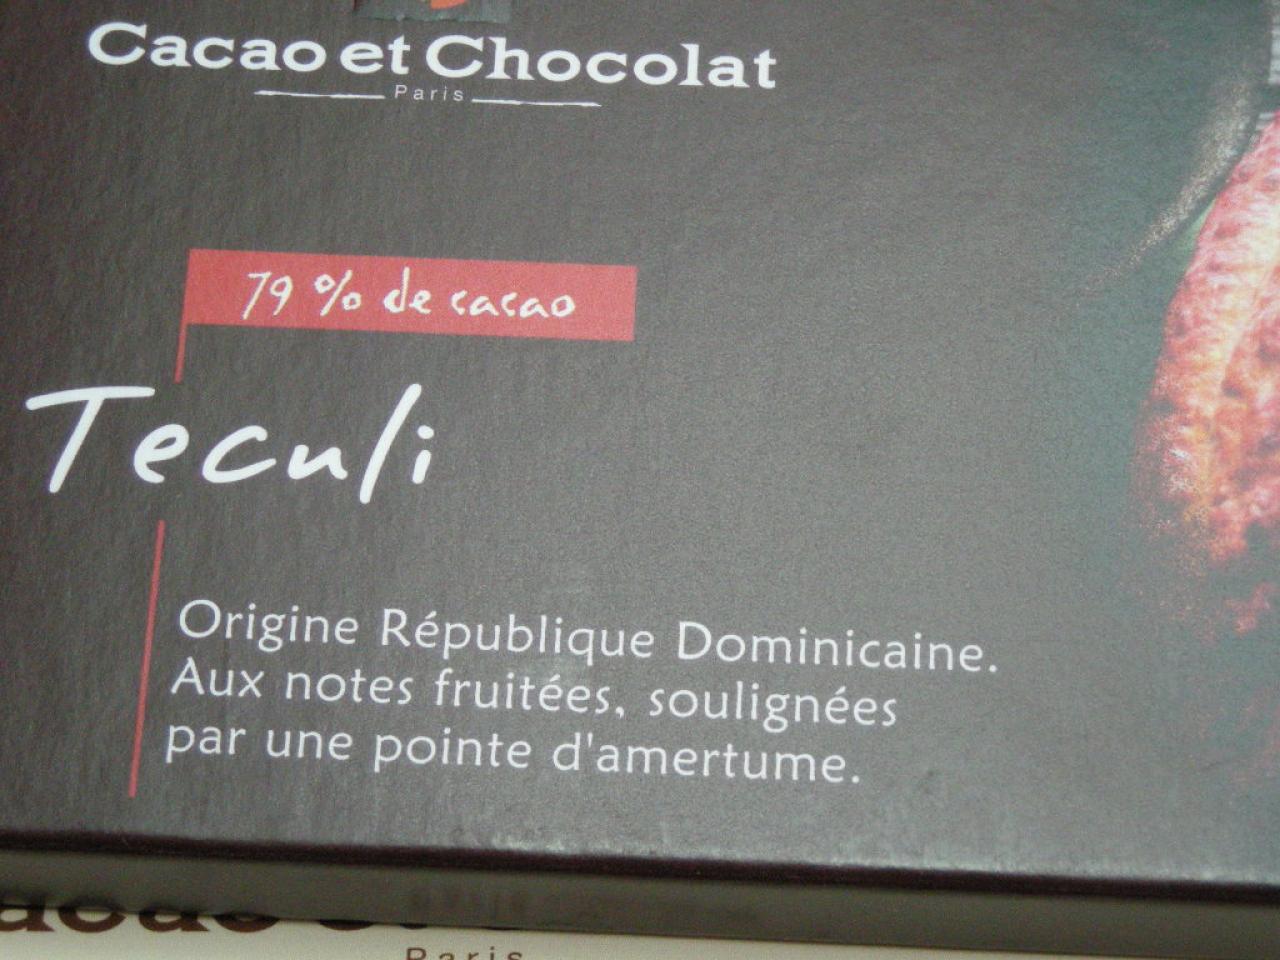 Cacao et Chocolat
Paris
79 % de cacao
Teculi
Origine République Dominicaine.
Aux notes fruitées, soulignées
par une pointe d'amertume.
Paris